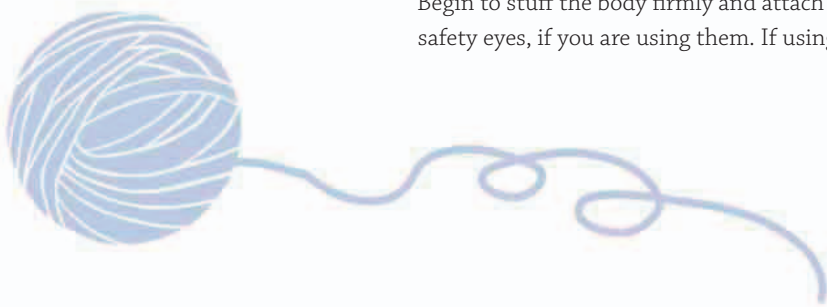 Begin to stuff the body firmly and attach
safety eyes, if you are using them. If using